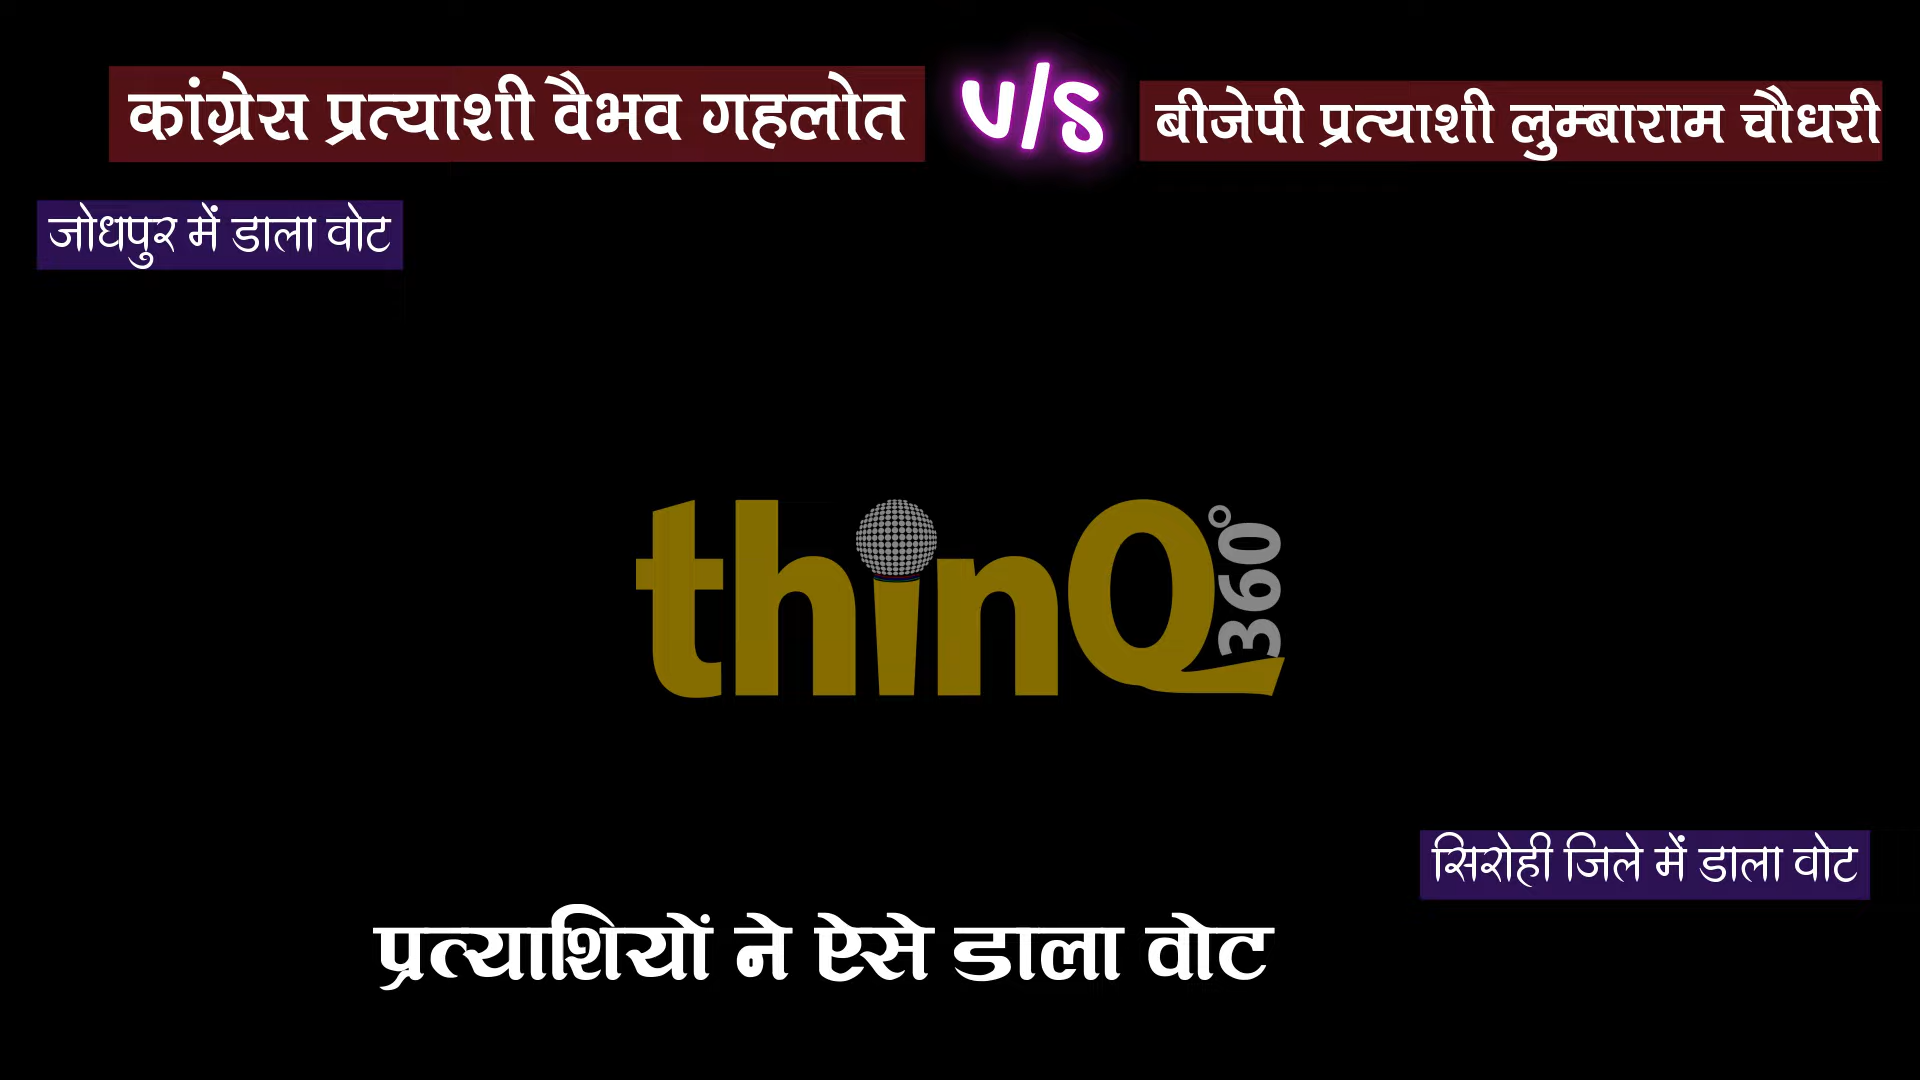 कांग्रेस प्रत्याशी वैभव गहलोत v/s बीजेपी प्रत्याशी लुम्बाराम चौधरी
जोधपुर में डाला वोट
thinQ 360°
सिरोही जिले में डाला वोट
प्रत्याशियों ने ऐसे डाला वोट